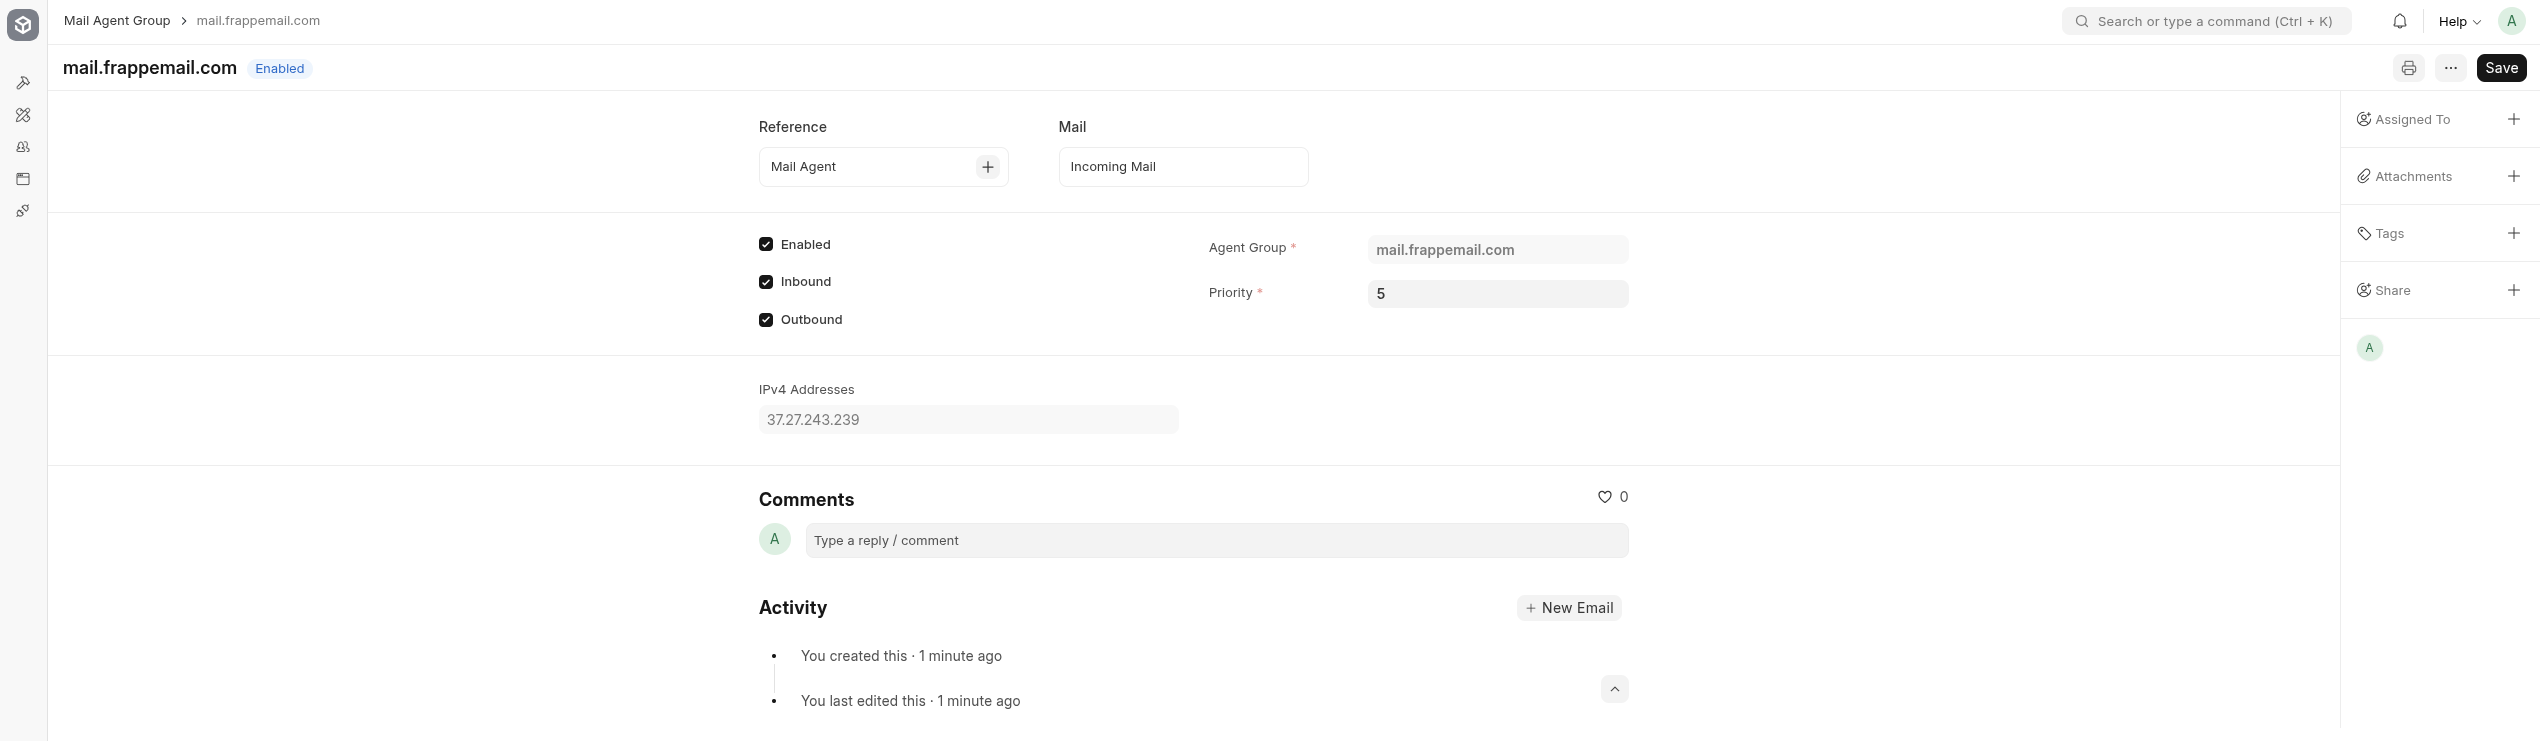 Mail Agent Group > mail.frappemail.com
Search or type a command (Ctrl + K)
Help
A
mail.frappemail.com
Enabled
...
Save
Reference
Mail
Mail Agent
Incoming Mail
Enabled
Inbound
Outbound
Agent Group *
mail.frappemail.com
Priority *
5
IPv4 Addresses
37.27.243.239
Comments
0
A
Type a reply / comment
Activity
+ New Email
You created this · 1 minute ago
You last edited this · 1 minute ago
Assigned To
Attachments
Tags
Share
A